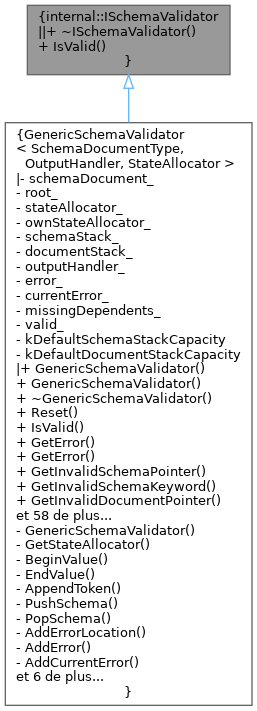 {internal::ISchemaValidator
||+ ~ISchemaValidator()
+ IsValid()
}
{GenericSchemaValidator
< SchemaDocumentType,
OutputHandler, StateAllocator >
|- schemaDocument_
- root_
- stateAllocator_
- ownStateAllocator_
- schemaStack_
- documentStack_
- outputHandler_
- error_
- currentError_
- missingDependents_
- valid_
- kDefaultSchemaStackCapacity
- kDefaultDocumentStackCapacity
|+ GenericSchemaValidator()
+ GenericSchemaValidator()
+ ~GenericSchemaValidator()
+ Reset()
+ IsValid()
+ GetError()
+ GetError()
+ GetInvalidSchemaPointer()
+ GetInvalidSchemaKeyword()
+ GetInvalidDocumentPointer()
et 58 de plus...
- GenericSchemaValidator()
- GetStateAllocator()
- BeginValue()
- EndValue()
- AppendToken()
- PushSchema()
- PopSchema()
- AddErrorLocation()
- AddError()
- AddCurrentError()
et 6 de plus...
}